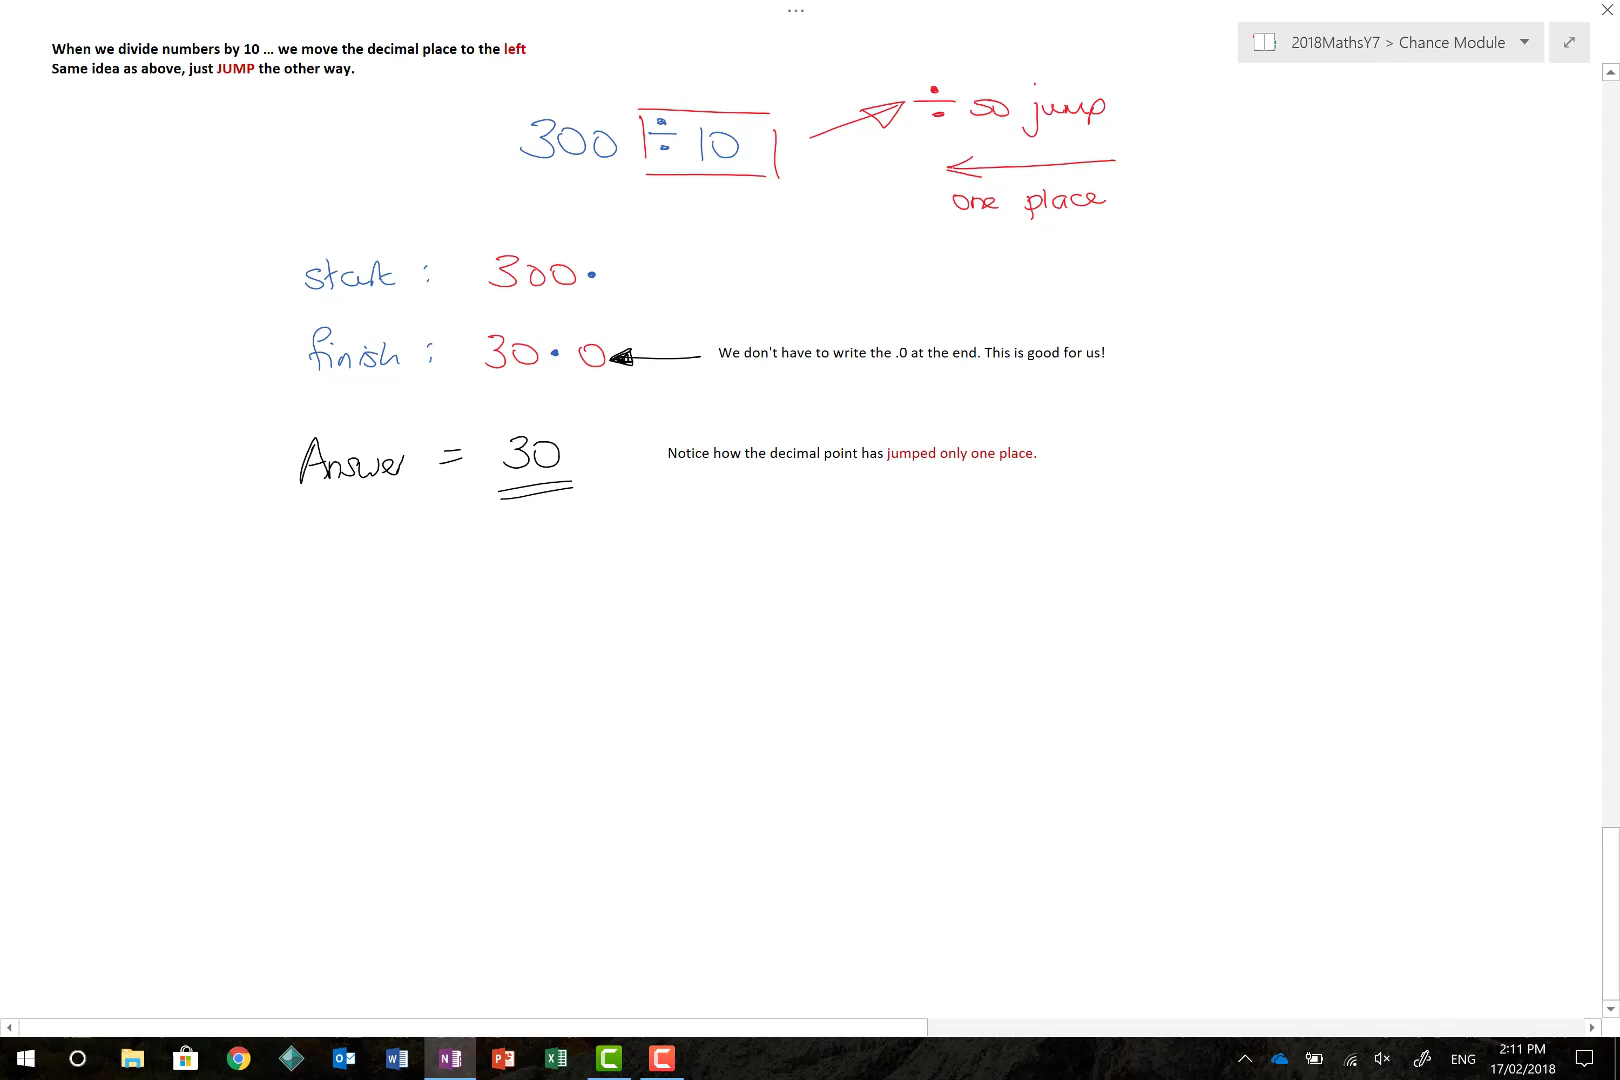 2018MathsY7 > Chance Module
When we divide numbers by 10 ... we move the decimal place to the left
Same idea as above, just JUMP the other way.
300 ÷ 10
÷ so jump
one place
start : 300.
finish : 30.0
We don't have to write the .0 at the end. This is good for us!
Answer = 30
Notice how the decimal point has jumped only one place.
ENG
2:11 PM
17/02/2018